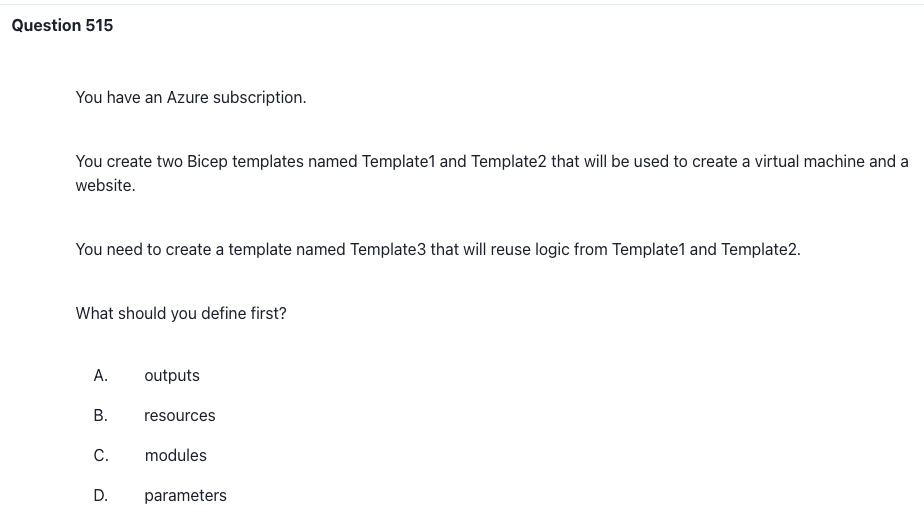 Question 515
You have an Azure subscription.
You create two Bicep templates named Template1 and Template2 that will be used to create a virtual machine and a
website.
You need to create a template named Template3 that will reuse logic from Template1 and Template2.
What should you define first?
A. outputs
B. resources
C. modules
D. parameters